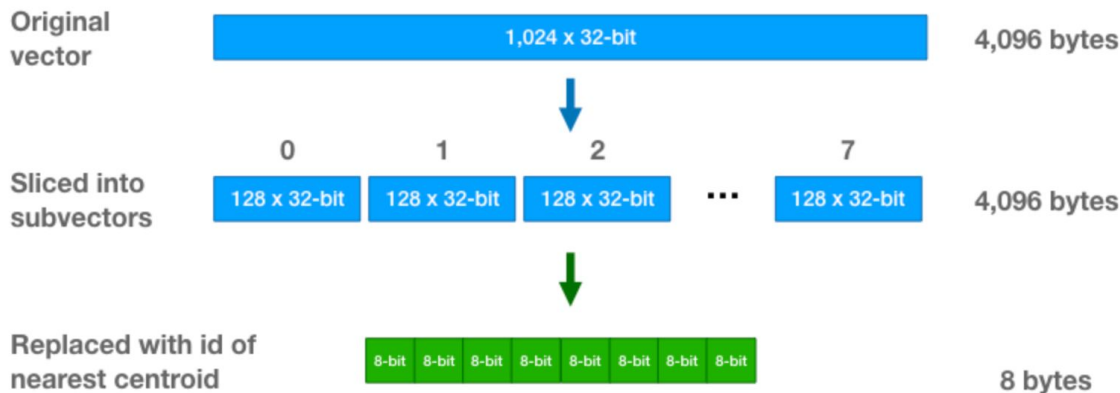 Original
vector
1,024 x 32-bit
4,096 bytes
0 1 2 7
Sliced into
subvectors
128 x 32-bit 128 x 32-bit 128 x 32-bit ... 128 x 32-bit
4,096 bytes
Replaced with id of
nearest centroid
8-bit 8-bit 8-bit 8-bit 8-bit 8-bit 8-bit 8-bit
8 bytes